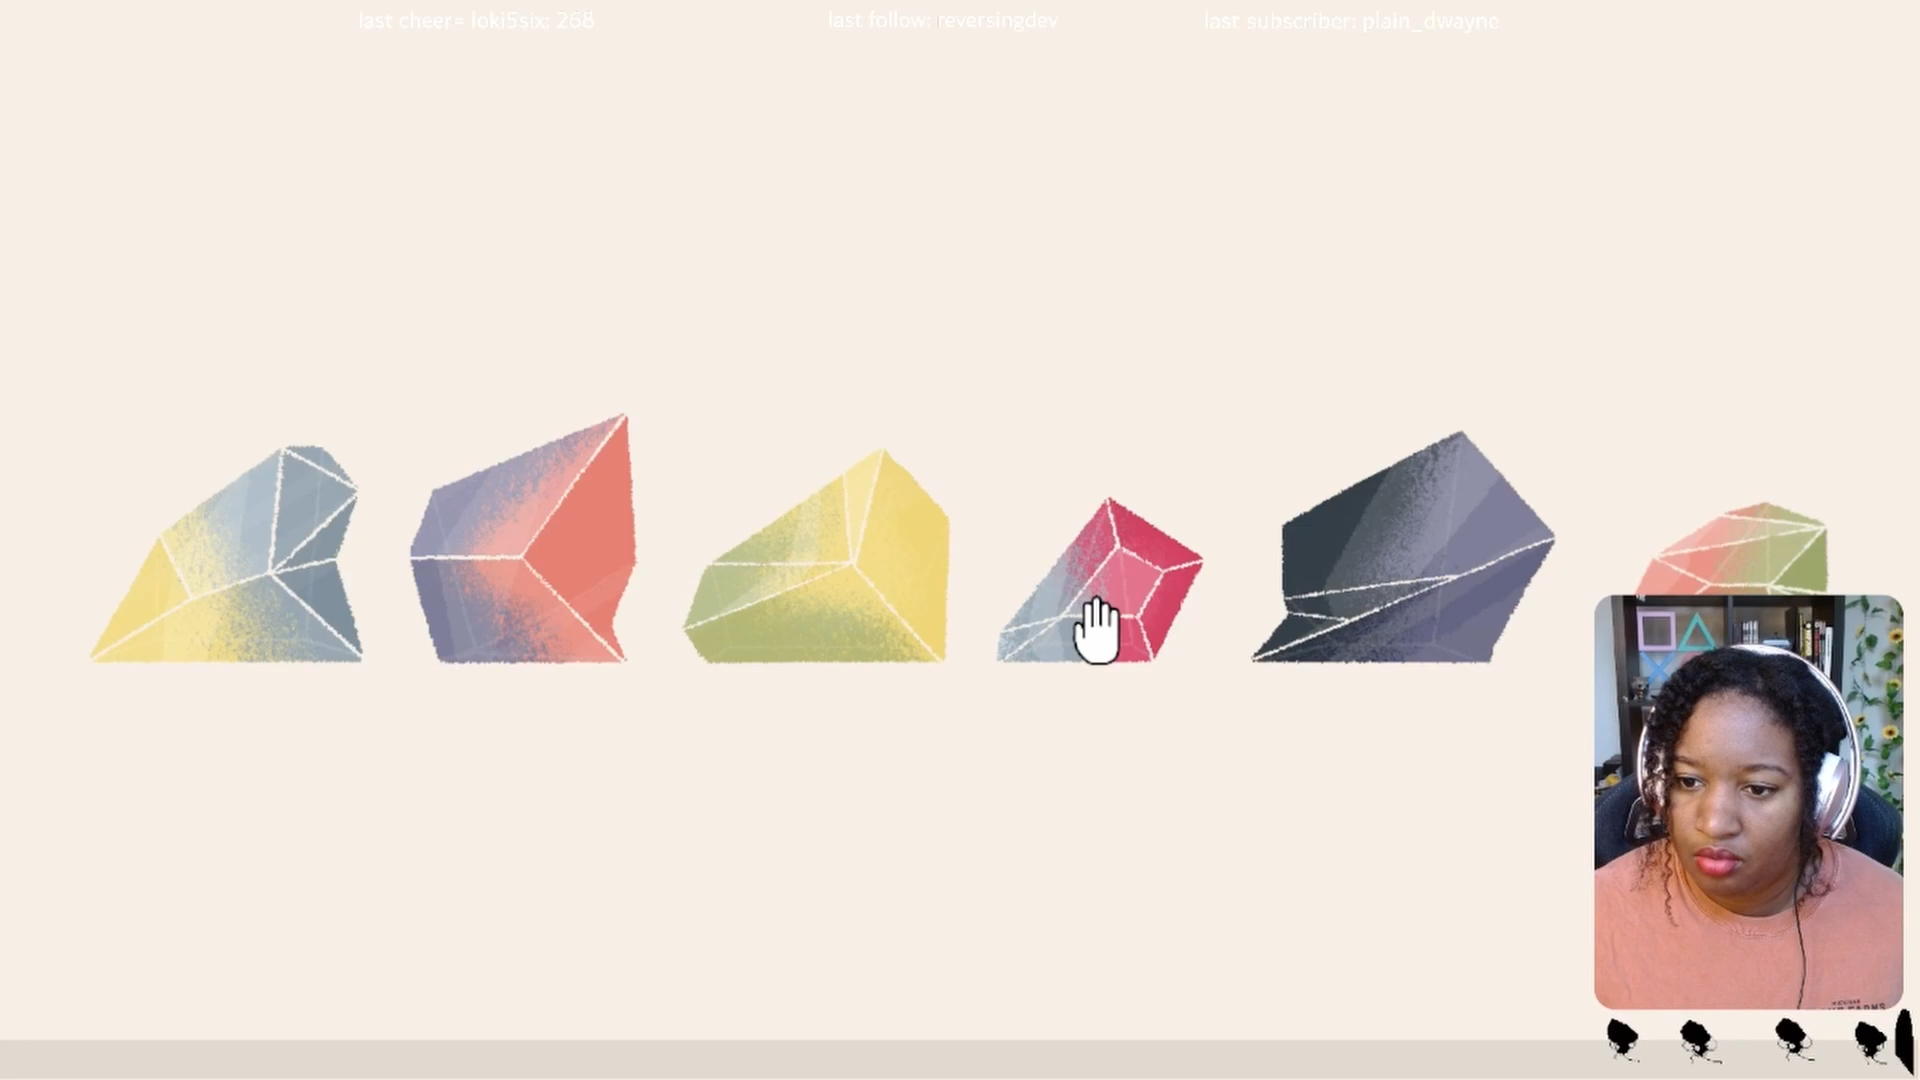 last cheer= loki5six: 268
last follow: reversingdev
last subscriber: plain_dwayne